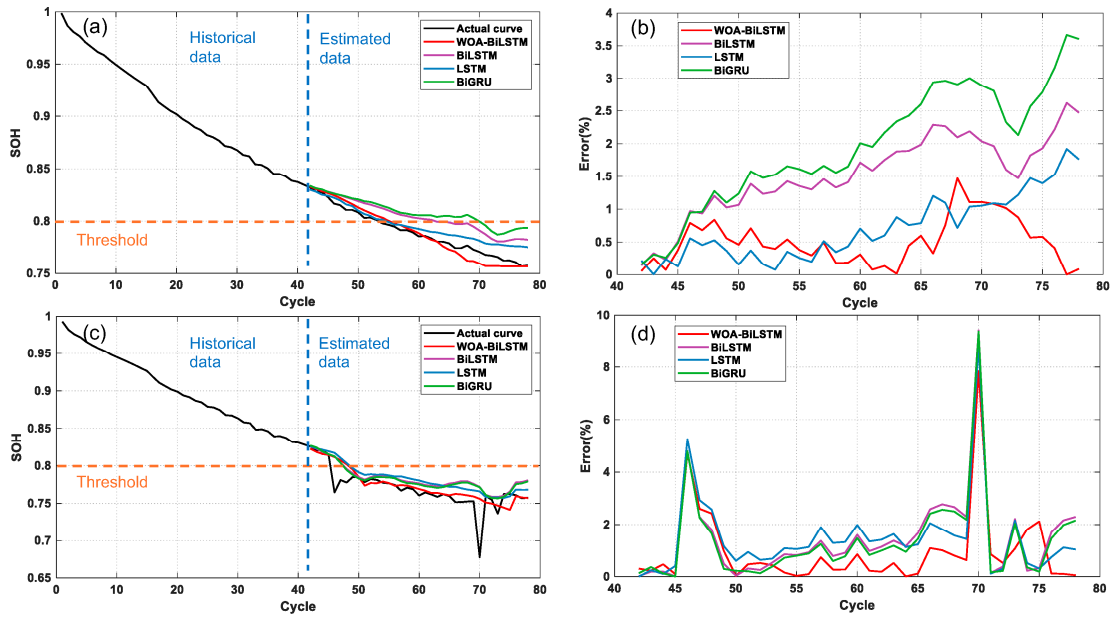 (a)
Historical
data
Estimated
data
Actual curve
WOA-BiLSTM
BiLSTM
LSTM
BiGRU
Threshold
SOH
1
0.95
0.9
0.85
0.8
0.75
0 10 20 30 40 50 60 70 80
Cycle
(b)
WOA-BiLSTM
BiLSTM
LSTM
BiGRU
Error(%)
4
3.5
3
2.5
2
1.5
1
0.5
0
40 45 50 55 60 65 70 75 80
Cycle
(c)
Historical
data
Estimated
data
Actual curve
WOA-BiLSTM
BiLSTM
LSTM
BiGRU
Threshold
SOH
1
0.95
0.9
0.85
0.8
0.75
0.7
0.65
0 10 20 30 40 50 60 70 80
Cycle
(d)
WOA-BiLSTM
BiLSTM
LSTM
BiGRU
Error(%)
10
8
6
4
2
0
40 45 50 55 60 65 70 75 80
Cycle